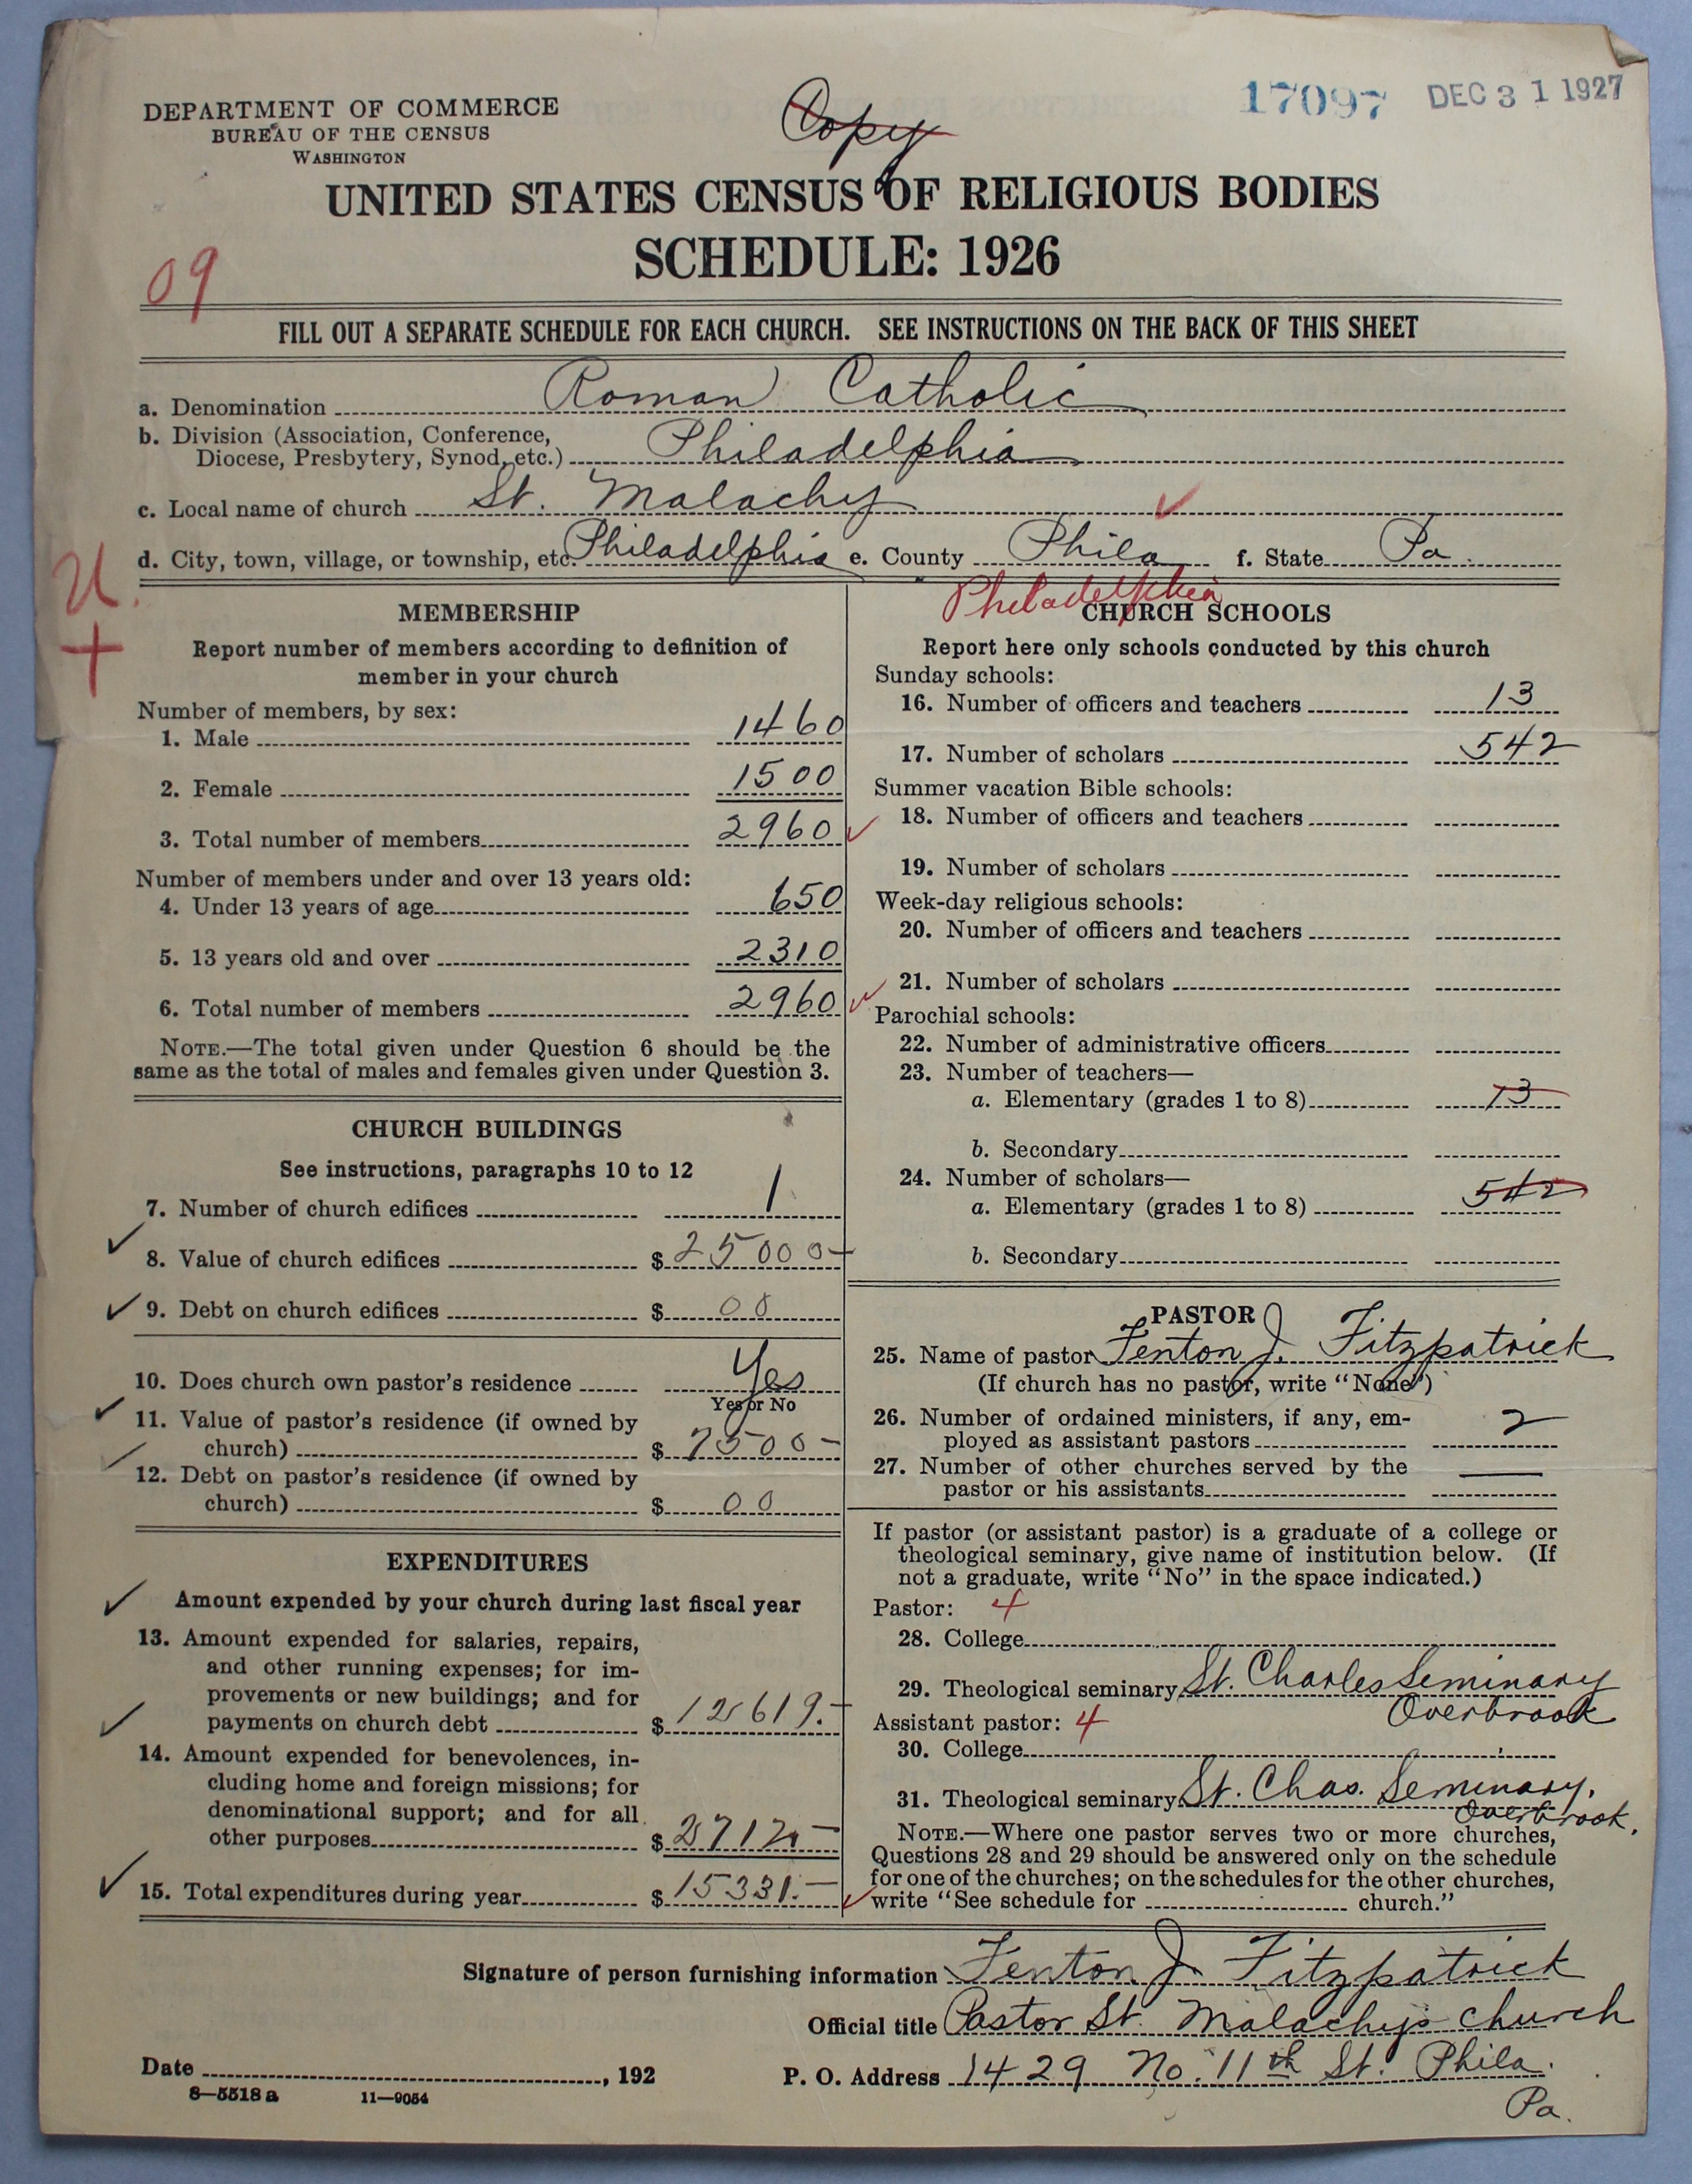 17097 DEC 31 1927
DEPARTMENT OF COMMERCE
BUREAU OF THE CENSUS
WASHINGTON
Copy
UNITED STATES CENSUS OF RELIGIOUS BODIES
SCHEDULE: 1926
09
FILL OUT A SEPARATE SCHEDULE FOR EACH CHURCH. SEE INSTRUCTIONS ON THE BACK OF THIS SHEET
a. Denomination Roman Catholic
b. Division (Association, Conference,
Diocese, Presbytery, Synod, etc.) Philadelphia
c. Local name of church St. Malachy
d. City, town, village, or township, etc. Philadelphia e. County Phila f. State Pa.
Philadelphia
U.
+
MEMBERSHIP
Report number of members according to definition of
member in your church
Number of members, by sex:
1. Male 1460
2. Female 1500
3. Total number of members 2960
Number of members under and over 13 years old:
4. Under 13 years of age 650
5. 13 years old and over 2310
6. Total number of members 2960
NOTE.—The total given under Question 6 should be the
same as the total of males and females given under Question 3.
CHURCH BUILDINGS
See instructions, paragraphs 10 to 12
7. Number of church edifices 1
8. Value of church edifices $ 25000-
9. Debt on church edifices $ 00
10. Does church own pastor's residence Yes
Yes or No
11. Value of pastor's residence (if owned by
church) $ 7500-
12. Debt on pastor's residence (if owned by
church) $ 00
EXPENDITURES
Amount expended by your church during last fiscal year
13. Amount expended for salaries, repairs,
and other running expenses; for im-
provements or new buildings; and for
payments on church debt $ 12619.-
14. Amount expended for benevolences, in-
cluding home and foreign missions; for
denominational support; and for all
other purposes $ 2712-
15. Total expenditures during year $ 15331.-
CHURCH SCHOOLS
Report here only schools conducted by this church
Sunday schools:
16. Number of officers and teachers 13
17. Number of scholars 542
Summer vacation Bible schools:
18. Number of officers and teachers
19. Number of scholars
Week-day religious schools:
20. Number of officers and teachers
21. Number of scholars
Parochial schools:
22. Number of administrative officers
23. Number of teachers—
a. Elementary (grades 1 to 8) 13
b. Secondary
24. Number of scholars—
a. Elementary (grades 1 to 8) 542
b. Secondary
PASTOR
25. Name of pastor Fenton J. Fitzpatrick
(If church has no pastor, write "None")
26. Number of ordained ministers, if any, em-
ployed as assistant pastors 2
27. Number of other churches served by the
pastor or his assistants —
If pastor (or assistant pastor) is a graduate of a college or
theological seminary, give name of institution below. (If
not a graduate, write "No" in the space indicated.)
Pastor: 4
28. College
29. Theological seminary St. Charles Seminary
Overbrook
Assistant pastor: 4
30. College
31. Theological seminary St. Chas. Seminary,
Overbrook.
NOTE.—Where one pastor serves two or more churches,
Questions 28 and 29 should be answered only on the schedule
for one of the churches; on the schedules for the other churches,
write "See schedule for church."
Signature of person furnishing information Fenton J. Fitzpatrick
Official title Pastor St. Malachy's church
Date , 192
P. O. Address 1429 No. 11th St. Phila.
Pa.
8—5518 a 11—9054